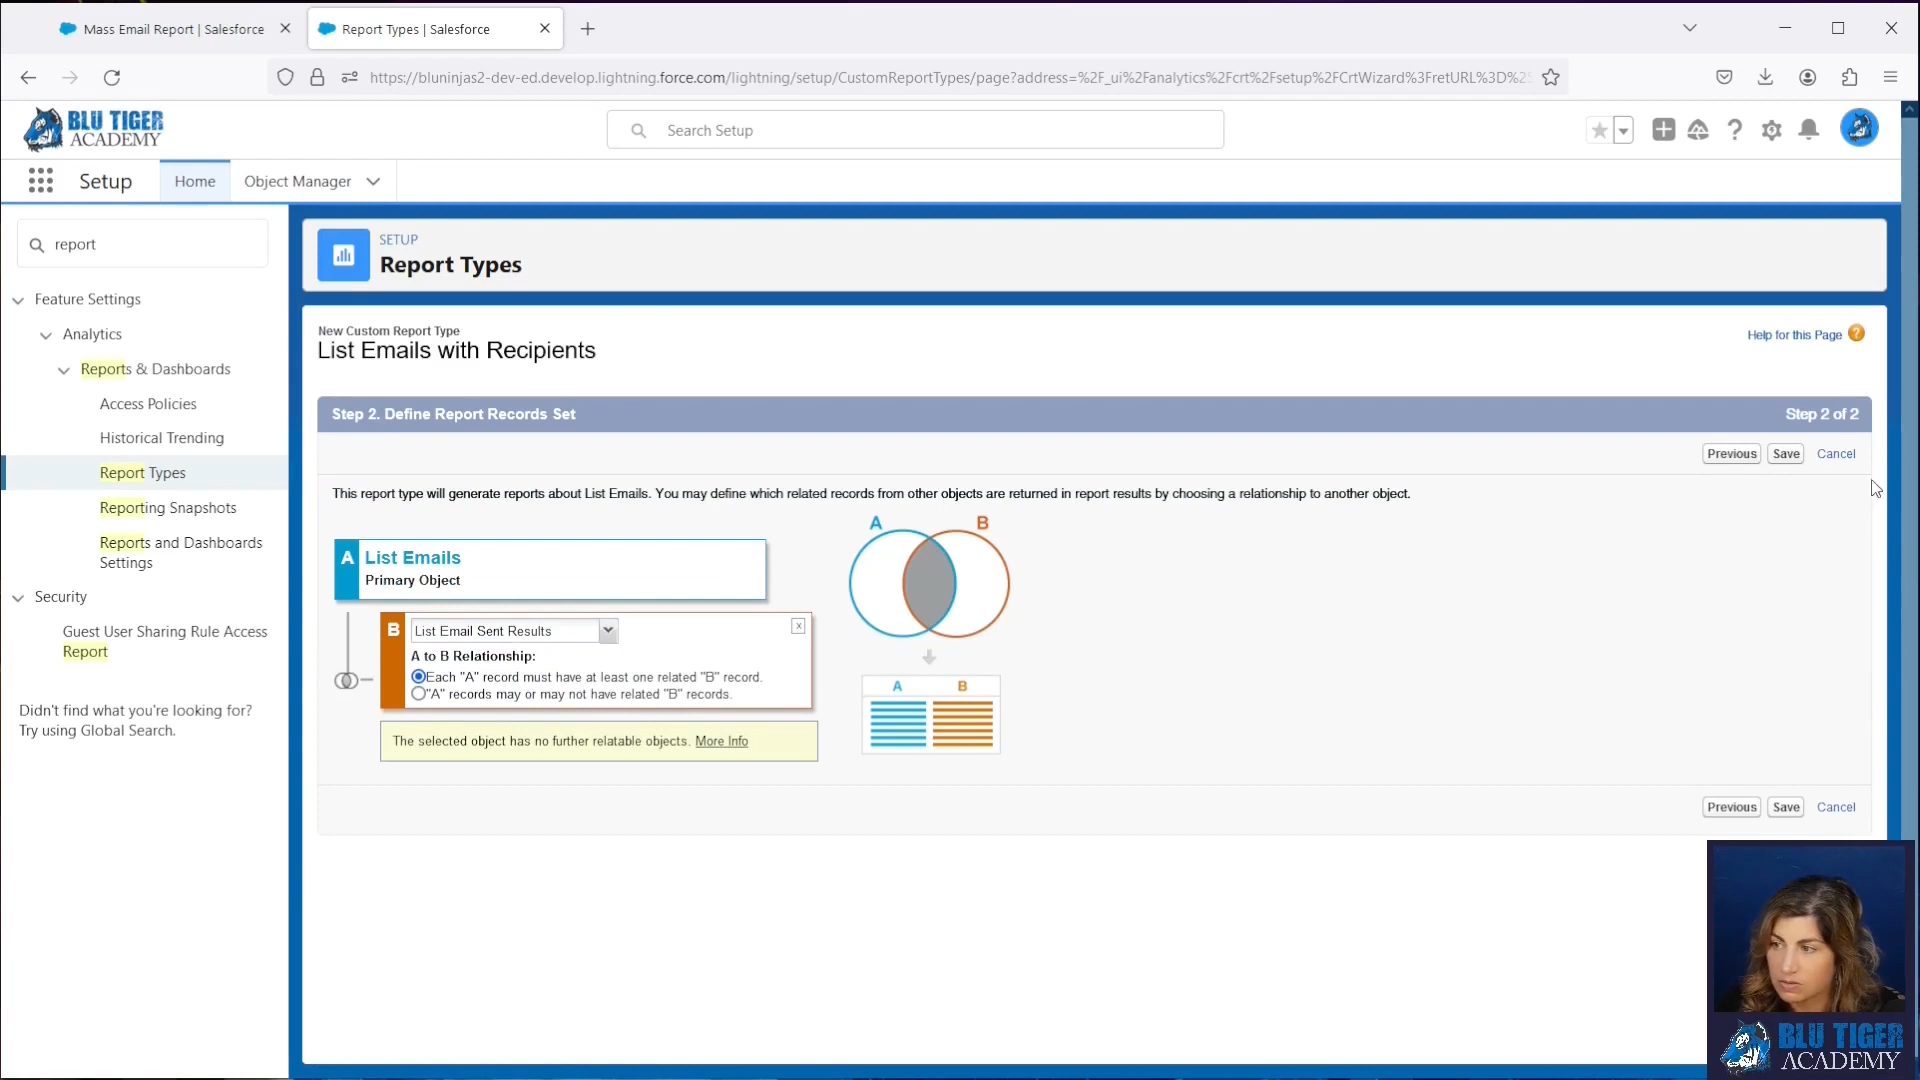 Mass Email Report | Salesforce
Report Types | Salesforce
https://bluninjas2-dev-ed.develop.lightning.force.com/lightning/setup/CustomReportTypes/page?address=%2F_ui%2Fanalytics%2Fcrt%2Fsetup%2FCrtWizard%3FretURL%3D%2
BLU TIGER
ACADEMY
Search Setup
Setup
Home
Object Manager
report
Feature Settings
Analytics
Reports & Dashboards
Access Policies
Historical Trending
Report Types
Reporting Snapshots
Reports and Dashboards
Settings
Security
Guest User Sharing Rule Access
Report
Didn't find what you're looking for?
Try using Global Search.
SETUP
Report Types
New Custom Report Type
List Emails with Recipients
Help for this Page ?
Step 2. Define Report Records Set
Step 2 of 2
Previous Save Cancel
This report type will generate reports about List Emails. You may define which related records from other objects are returned in report results by choosing a relationship to another object.
A List Emails
Primary Object
B List Email Sent Results
x
A to B Relationship:
Each "A" record must have at least one related "B" record.
"A" records may or may not have related "B" records.
The selected object has no further relatable objects. More Info
A B
A B
Previous Save Cancel
BLU TIGER
ACADEMY